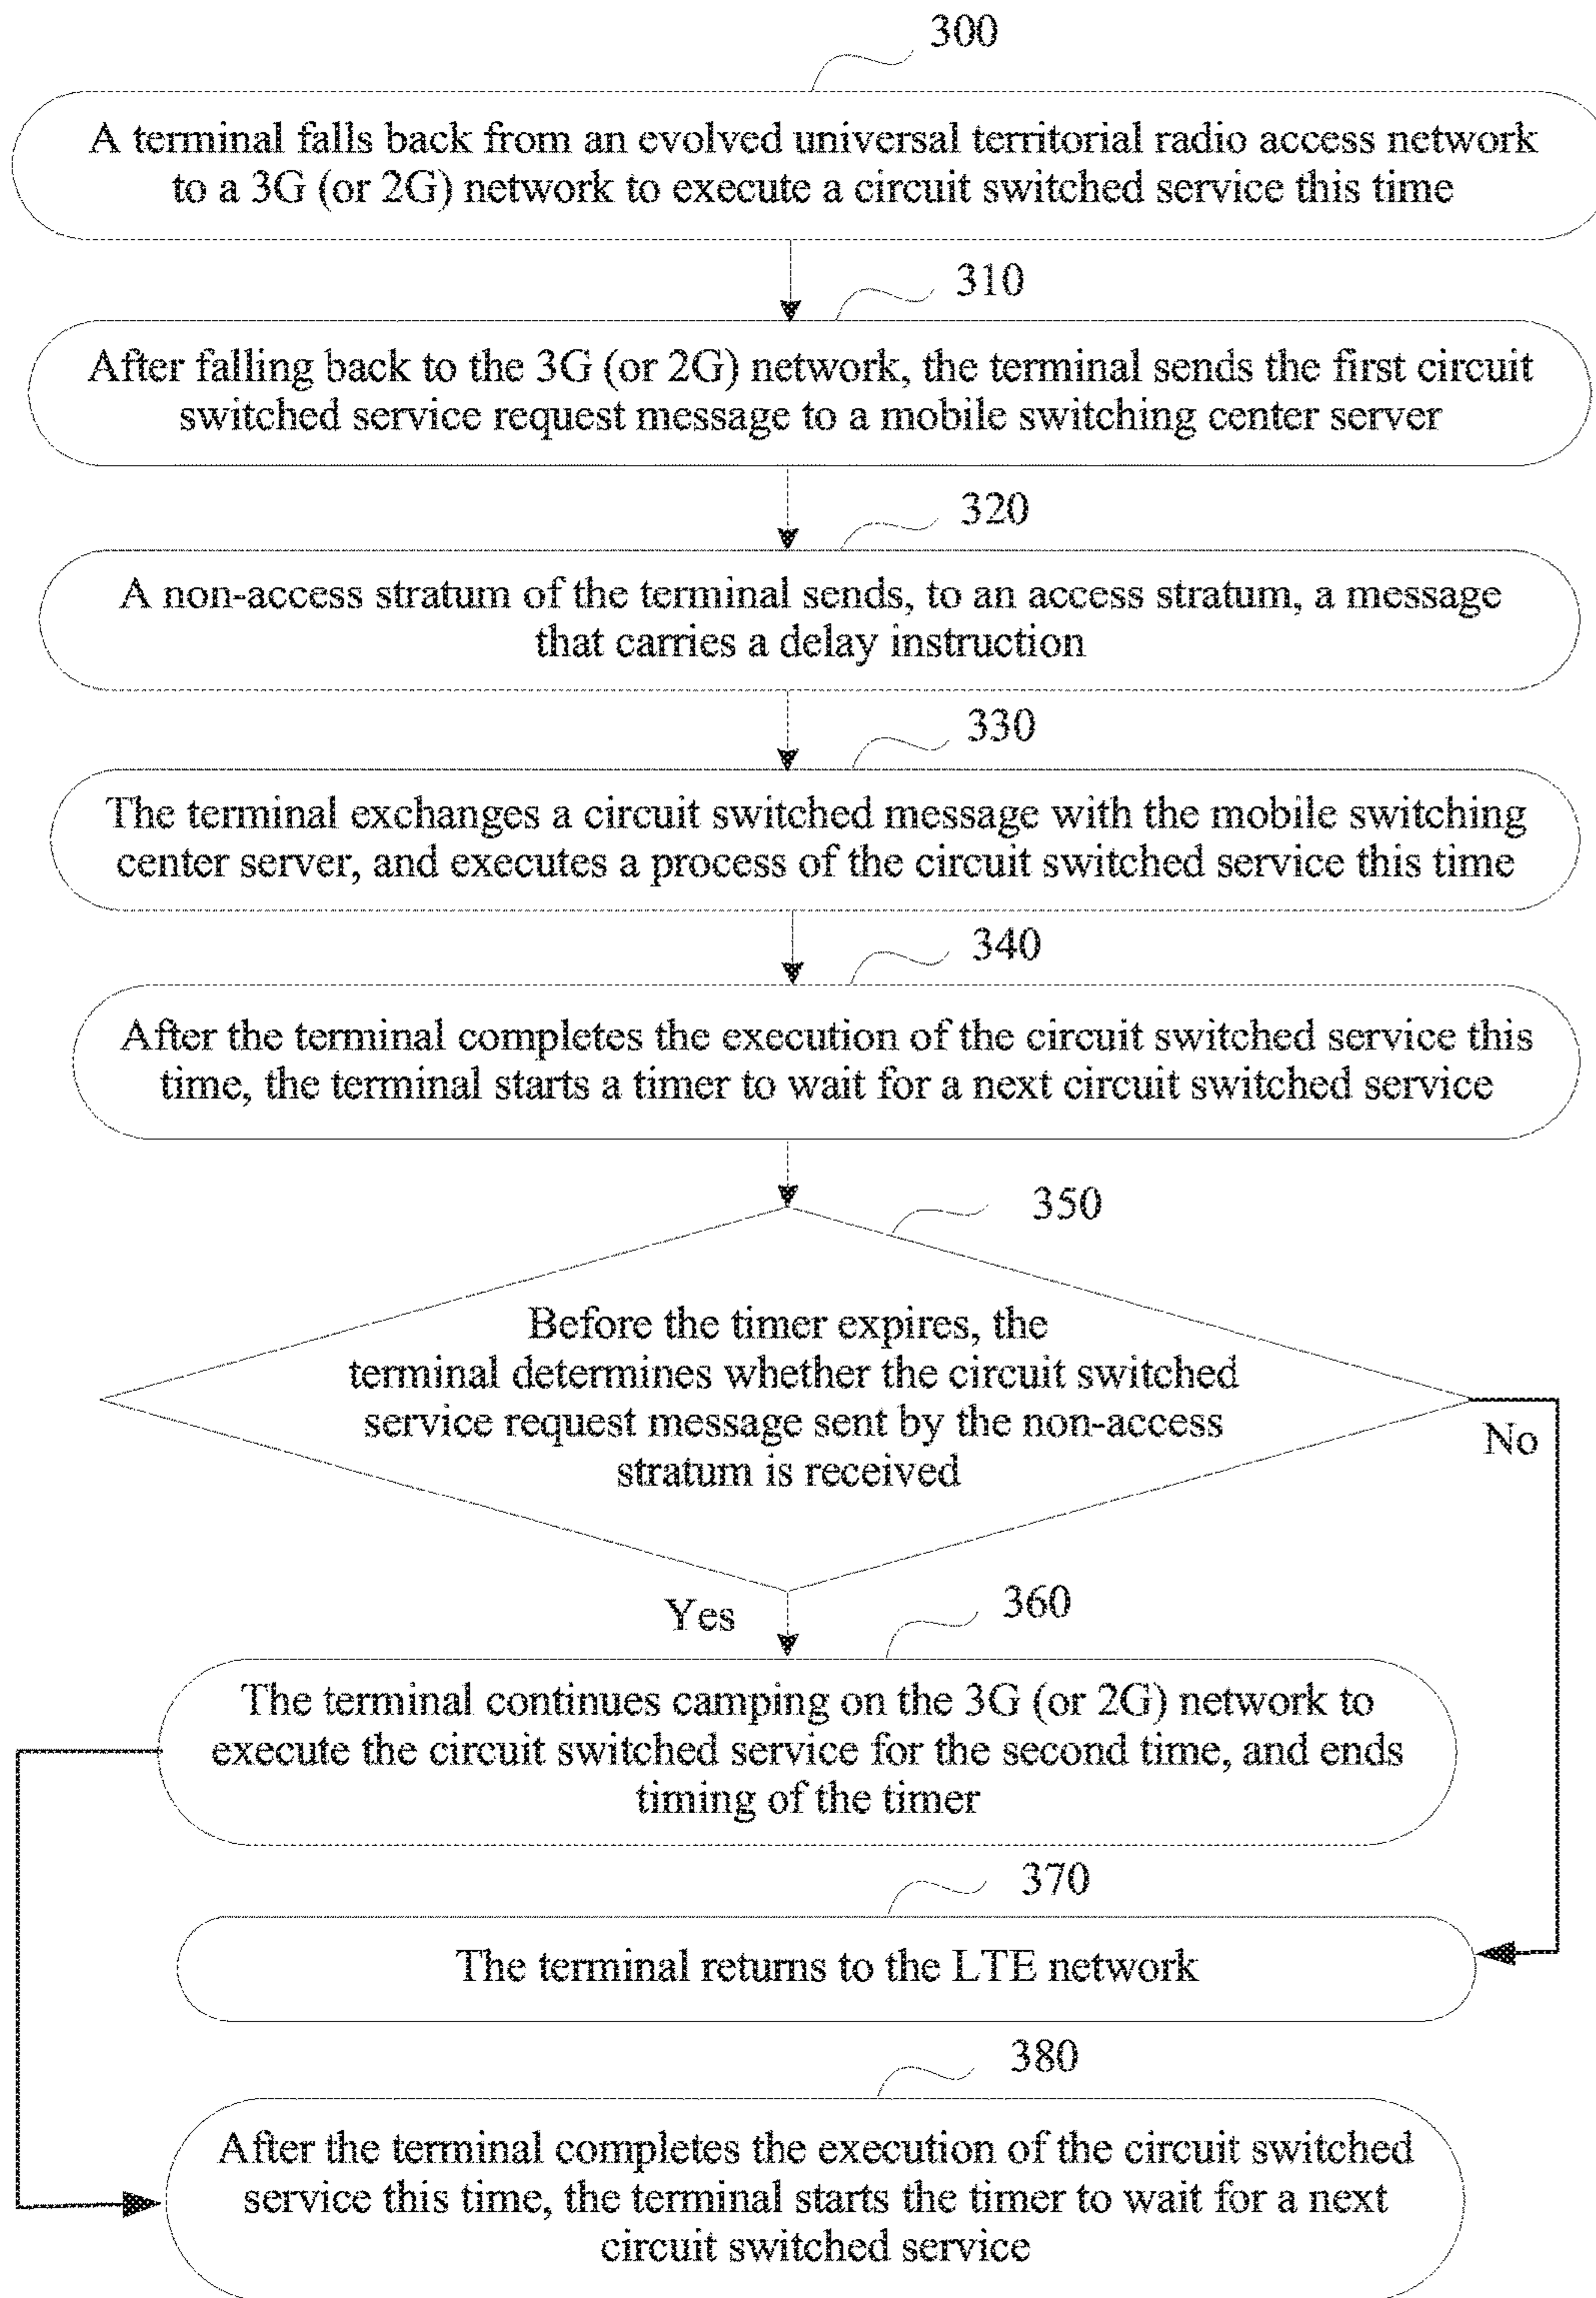 300
A terminal falls back from an evolved universal territorial radio access network
to a 3G (or 2G) network to execute a circuit switched service this time
310
After falling back to the 3G (or 2G) network, the terminal sends the first circuit
switched service request message to a mobile switching center server
320
A non-access stratum of the terminal sends, to an access stratum, a message
that carries a delay instruction
330
The terminal exchanges a circuit switched message with the mobile switching
center server, and executes a process of the circuit switched service this time
340
After the terminal completes the execution of the circuit switched service this
time, the terminal starts a timer to wait for a next circuit switched service
350
Before the timer expires, the
terminal determines whether the circuit switched
service request message sent by the non-access
stratum is received
No
Yes
360
The terminal continues camping on the 3G (or 2G) network to
execute the circuit switched service for the second time, and ends
timing of the timer
370
The terminal returns to the LTE network
380
After the terminal completes the execution of the circuit switched
service this time, the terminal starts the timer to wait for a next
circuit switched service